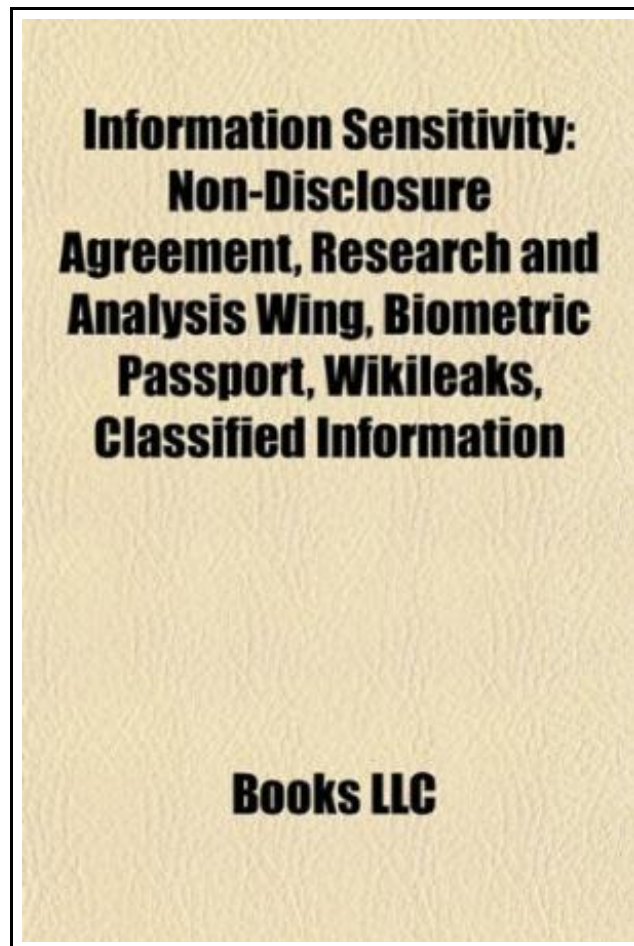 Information Sensitivity:
Non-Disclosure
Agreement, Research and
Analysis Wing, Biometric
Passport, Wikileaks,
Classified Information
Books LLC